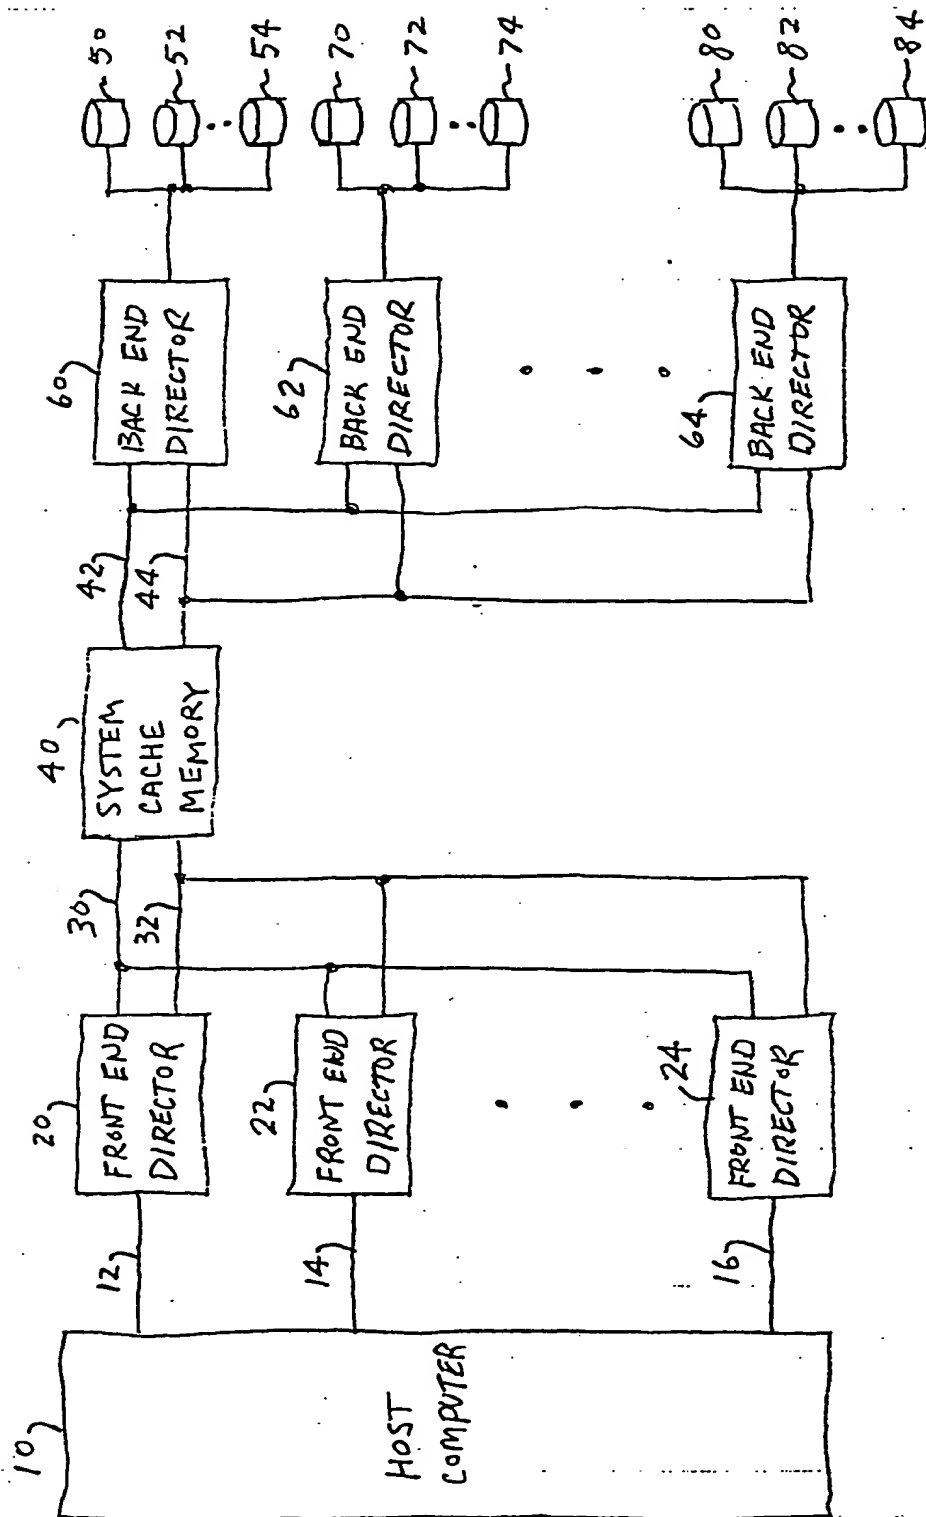 10
HOST
COMPUTER
12
14
16
20
FRONT END
DIRECTOR
22
FRONT END
DIRECTOR
24
FRONT END
DIRECTOR
30
32
40
SYSTEM
CACHE
MEMORY
42
44
60
BACK END
DIRECTOR
62
BACK END
DIRECTOR
64
BACK END
DIRECTOR
50
52
54
70
72
74
80
82
84